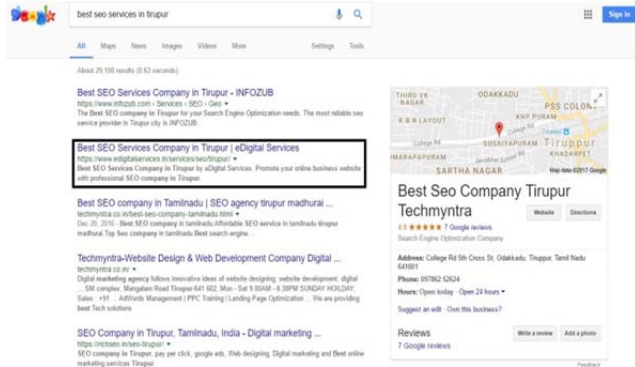 best seo services in tirupur
Sign in
All Maps News Images Videos More Settings Tools
About 29,100 results (0.63 seconds)
Best SEO Services Company in Tirupur - INFOZUB
https://www.infozub.com › Services › SEO › Geo
The Best SEO company in Tirupur for your Search Engine Optimization needs. The most reliable seo
service provider in Tirupur city is INFOZUB.
Best SEO Services Company in Tirupur | eDigital Services
https://www.edigitalservices.in/services/seo/tirupur/
Best SEO Services Company in Tirupur by eDigital Services. Promote your online business website
with professional SEO company in Tirupur.
Best SEO company in Tamilnadu | SEO agency tirupur madhurai ...
techmyntra.co.in/best-seo-company-tamilnadu.html
Dec 20, 2016 - Best SEO company in tamilnadu Affordable SEO service in tamilnadu tirupur
madhurai Top Seo company in tamilnadu Best search engine...
Techmyntra-Website Design & Web Development Company Digital ...
techmyntra.co.in/
Digital marketing agency follows innovative ideas of website designing, website development, digital
... SM complex, Mangalam Road Tirupur-641 602, Mon - Sat 9.00AM - 8.30PM SUNDAY HOILDAY,
Sales : +91 ... AdWords Management | PPC Training | Landing Page Optimization ... We are providing
beat Tech solutions.
SEO Company in Tirupur, Tamilnadu, India - Digital marketing ...
https://richseo.in/seo-tirupur/
SEO company in Tirupur, pay per click, google ads, Web designing, Digital marketing and Best online
marketing services Tirupur.
THIRU VK
NAGAR
ODAKKADU
PSS COLONY
K B R LAYOUT
KNP PURAM
College Rd
Tirupur
College Rd
SUSAIYAPURAM
Tiruppur
KHADARPET
SARTHA NAGAR
Map data ©2017 Google
Best Seo Company Tirupur
Techmyntra
Website
Directions
4.9 ★★★★★ 7 Google reviews
Search Engine Optimization Company
Address: College Rd 5th Cross St, Odakkadu, Tiruppur, Tamil Nadu
641601
Phone: 097862 52624
Hours: Open today · Open 24 hours
Suggest an edit · Own this business?
Reviews
Write a review
Add a photo
7 Google reviews
Feedback